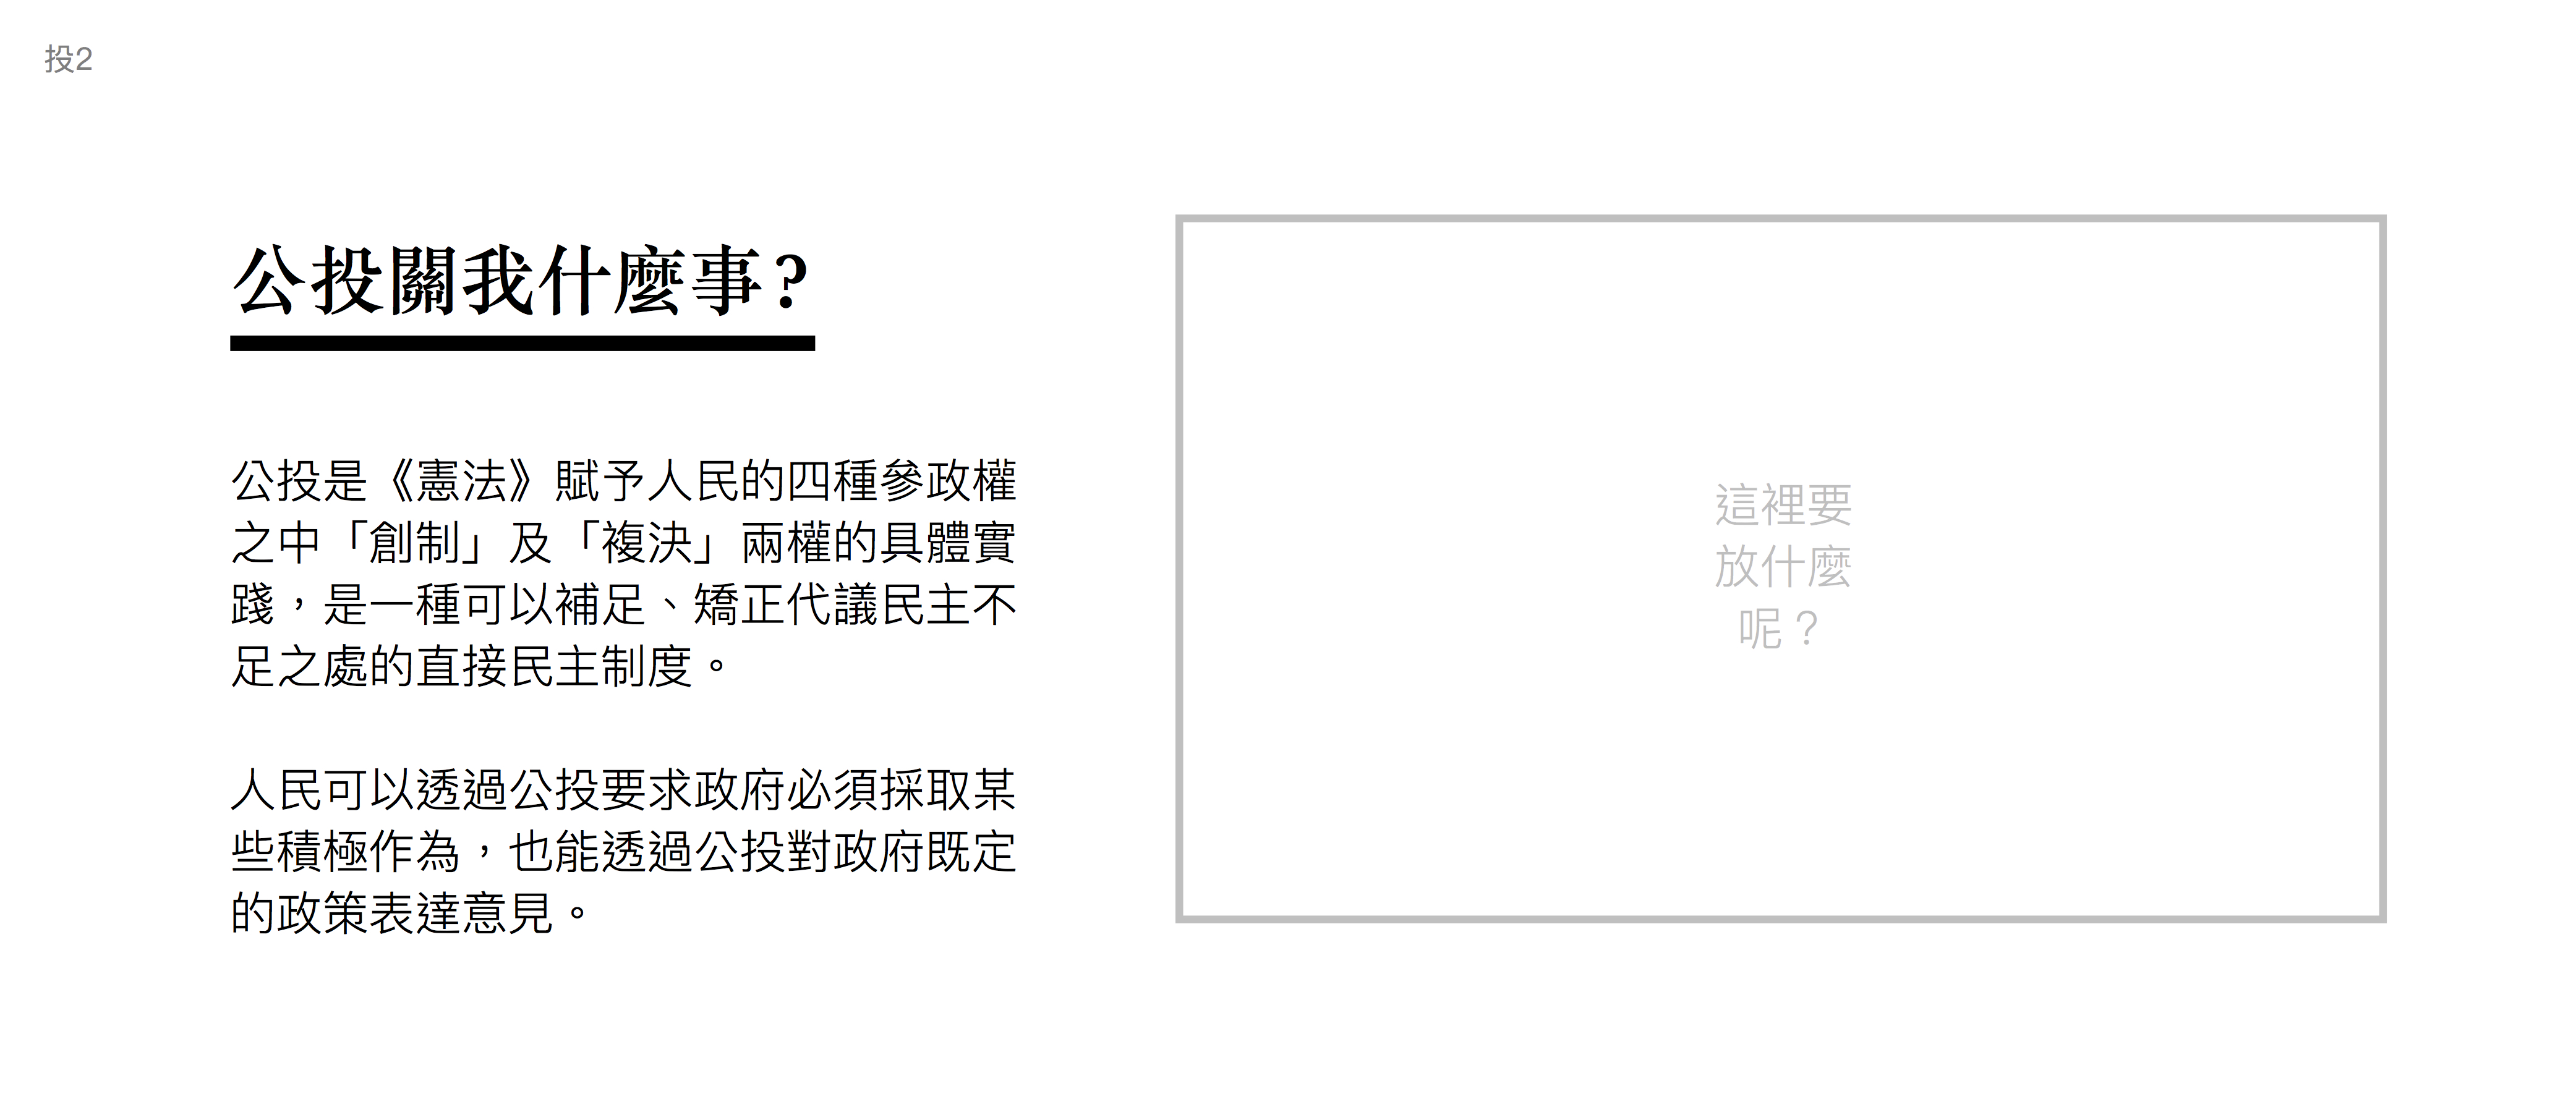 投2
公投關我什麼事?
公投是《憲法》賦予人民的四種參政權
之中「創制」及「複決」兩權的具體實
踐，是一種可以補足、矯正代議民主不
足之處的直接民主制度。
人民可以透過公投要求政府必須採取某
些積極作為，也能透過公投對政府既定
的政策表達意見。
這裡要
放什麼
呢？